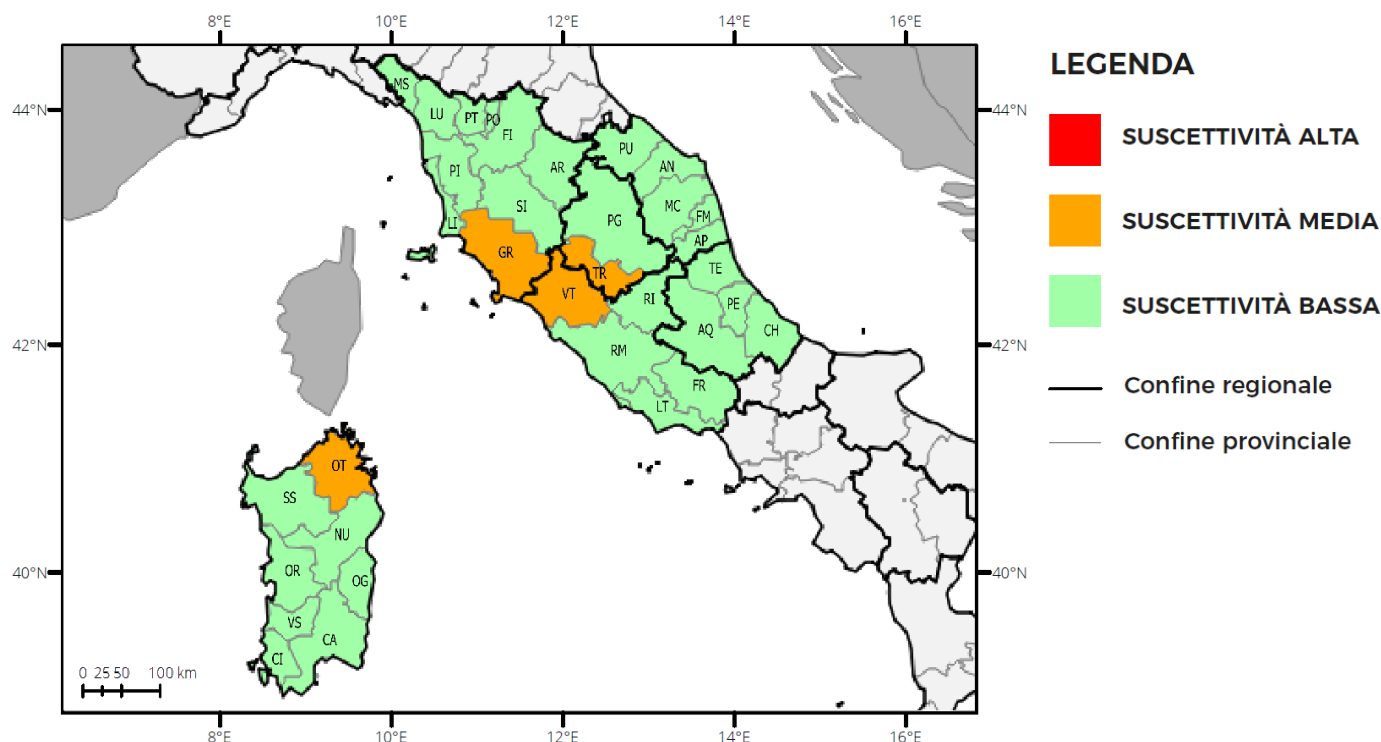 8°E 10°E 12°E 14°E 16°E
LEGENDA
44°N 44°N
SUSCETTIVITÀ ALTA
SUSCETTIVITÀ MEDIA
SUSCETTIVITÀ BASSA
Confine regionale
Confine provinciale
MS
LU PT PO
FI
PU
PI AR AN
SI MC
LI PG FM
AP
GR TR TE
VT RI PE
AQ CH
42°N 42°N
RM
FR
LT
OT
SS
NU
OR OG
40°N 40°N
VS
CA
CI
0 25 50 100 km
8°E 10°E 12°E 14°E 16°E